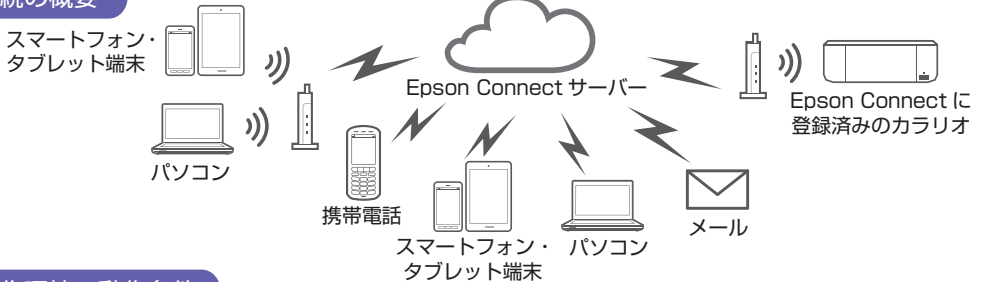 続の概要
スマートフォン・
タブレット端末
パソコン
Epson Connect サーバー
携帯電話
スマートフォン・
タブレット端末
パソコン
メール
Epson Connect に
登録済みのカラリオ